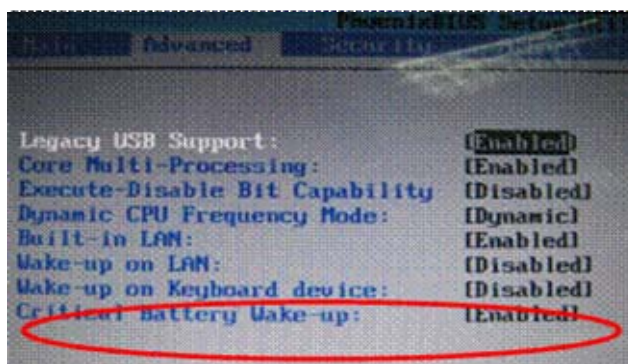 PhoenixBIOS Setup
Advanced Security
Legacy USB Support: [Enabled]
Core Multi-Processing: [Enabled]
Execute-Disable Bit Capability [Disabled]
Dynamic CPU Frequency Mode: [Dynamic]
Built-in LAN: [Enabled]
Wake-up on LAN: [Disabled]
Wake-up on Keyboard device: [Disabled]
Critical Battery Wake-up: [Enabled]